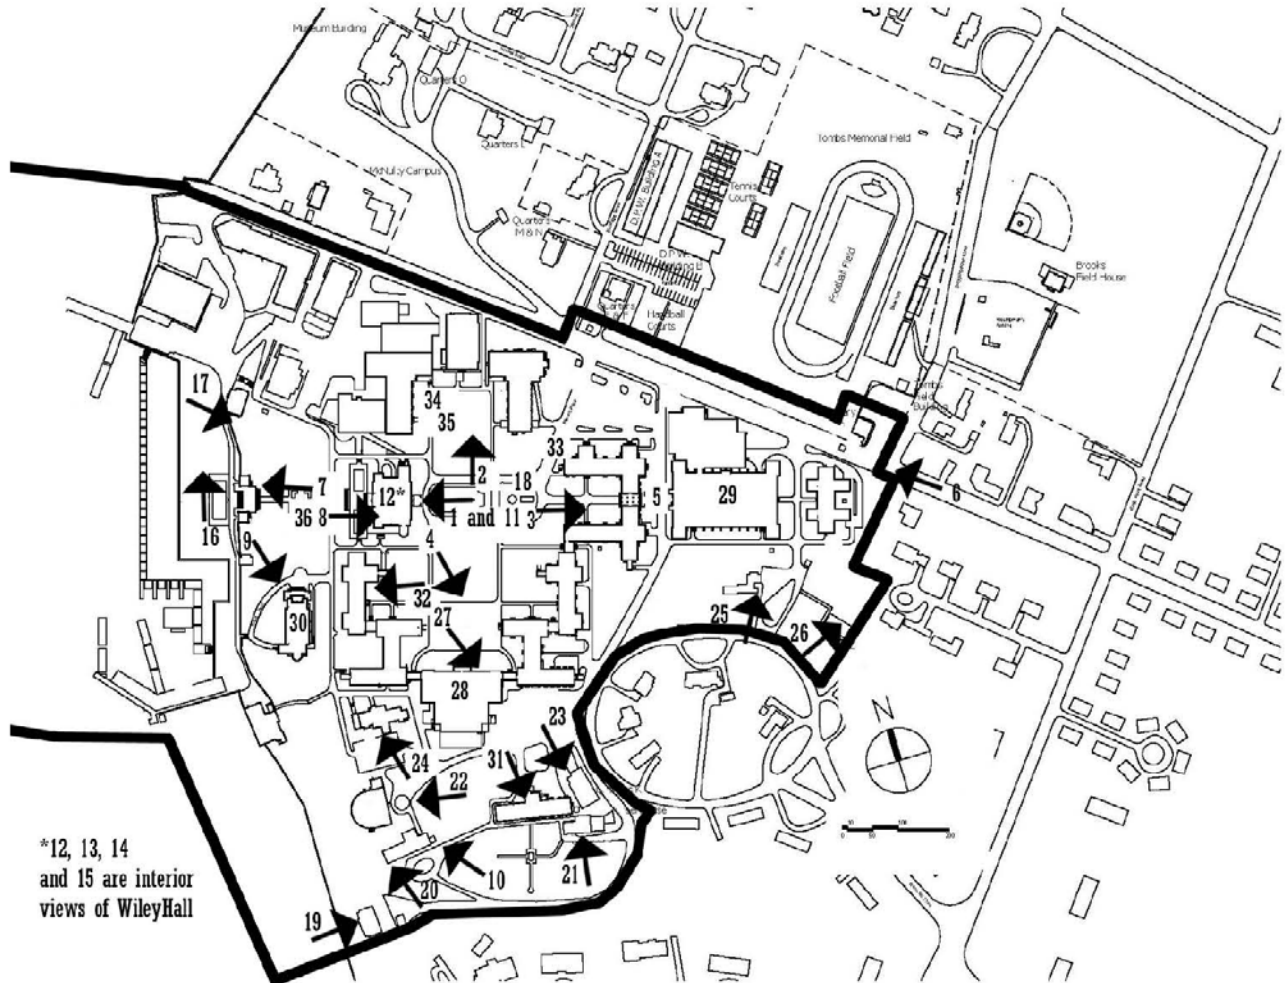 Museum Building
Quarters O
Tombs Memorial Field
Quarters L
McNulty Campus
D.P.W. Building A
Tennis
Courts
Quarters
M & N
D.P.W.
Football Field
Brooks
Field House
Handball
Courts
Tombs
17
34
35
33
2
18
12*
7
36 8
1 and 11
3
5
29
6
16
9
4
32
30
27
25
26
28
N
23
31
24
22
*12, 13, 14
and 15 are interior
views of WileyHall
10
20
21
19